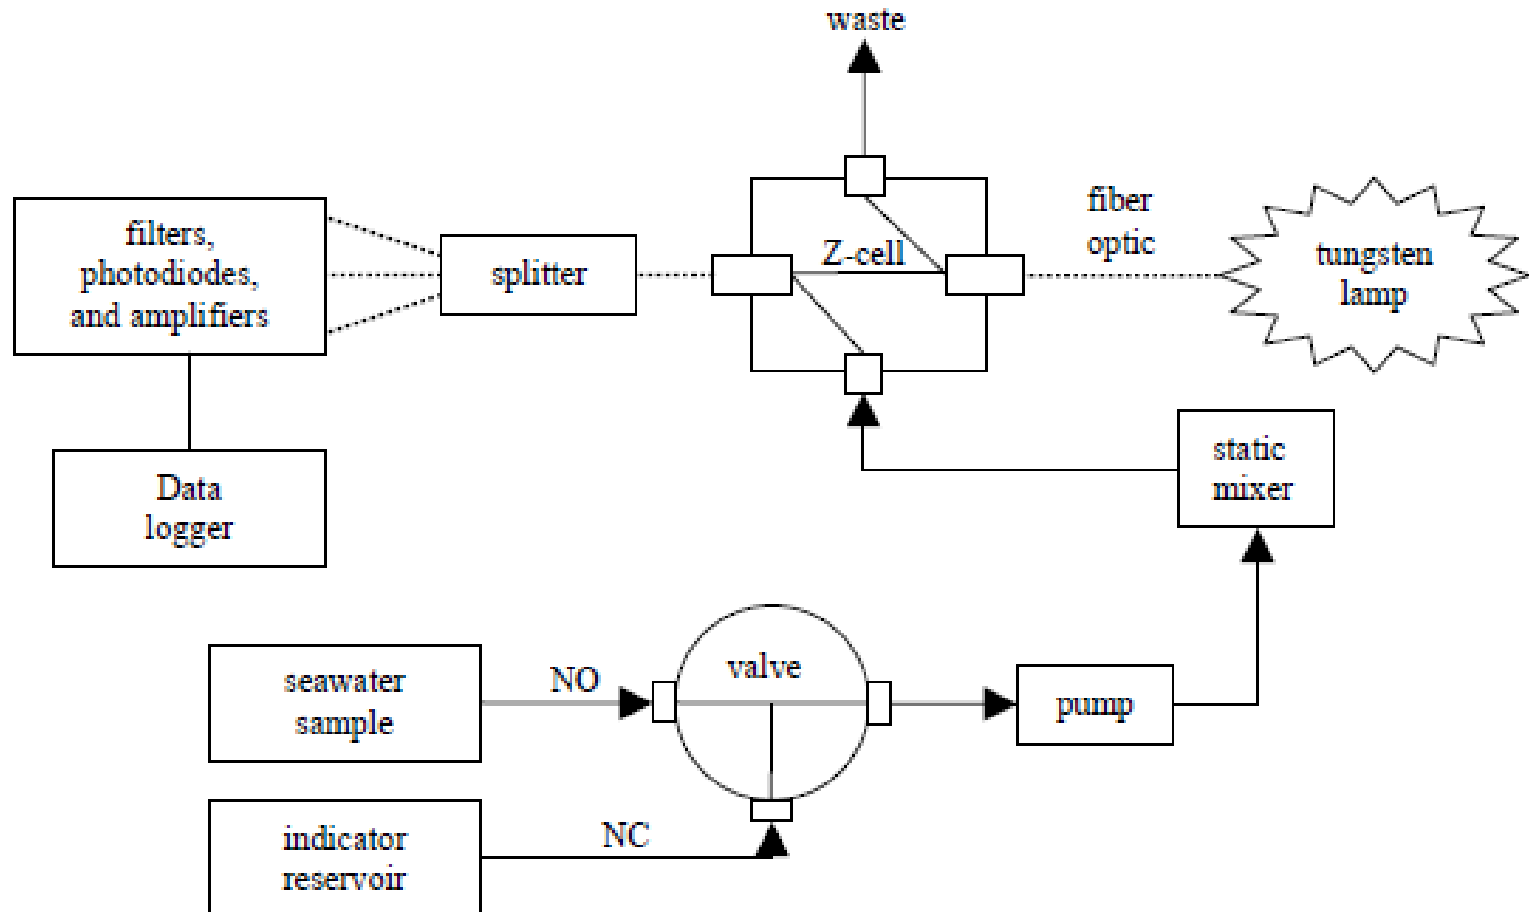 waste
filters,
photodiodes,
and amplifiers
splitter
Z-cell
fiber
optic
tungsten
lamp
Data
logger
static
mixer
seawater
sample
NO
valve
pump
indicator
reservoir
NC